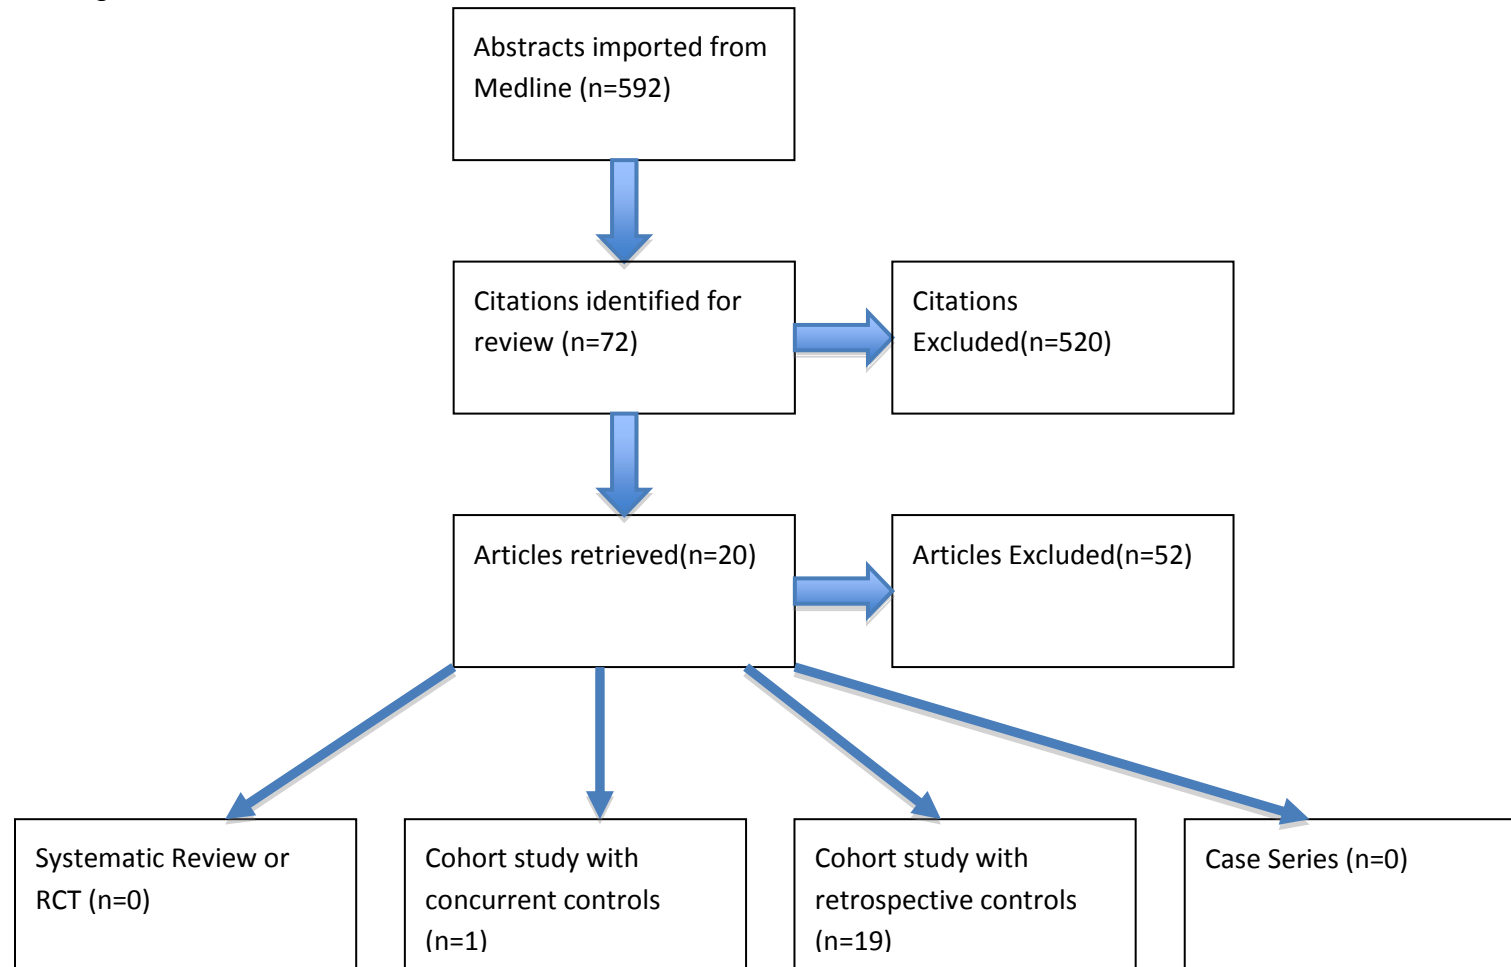 Abstracts imported from
Medline (n=592)
Citations identified for
review (n=72)
Citations
Excluded(n=520)
Articles retrieved(n=20)
Articles Excluded(n=52)
Systematic Review or
RCT (n=0)
Cohort study with
concurrent controls
(n=1)
Cohort study with
retrospective controls
(n=19)
Case Series (n=0)